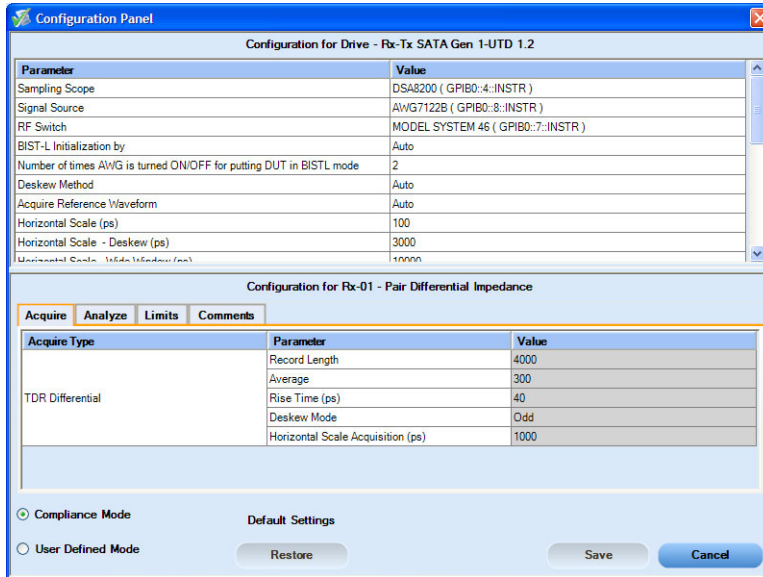 Configuration Panel
Configuration for Drive - Rx-Tx SATA Gen 1-UTD 1.2
Parameter Value
Sampling Scope DSA8200 ( GPIB0::4::INSTR )
Signal Source AWG7122B ( GPIB0::8::INSTR )
RF Switch MODEL SYSTEM 46 ( GPIB0::7::INSTR )
BIST-L Initialization by Auto
Number of times AWG is turned ON/OFF for putting DUT in BISTL mode 2
Deskew Method Auto
Acquire Reference Waveform Auto
Horizontal Scale (ps) 100
Horizontal Scale - Deskew (ps) 3000
Horizontal Scale - Wide Window (ps) 10000
Configuration for Rx-01 - Pair Differential Impedance
Acquire Analyze Limits Comments
Acquire Type Parameter Value
TDR Differential
Record Length 4000
Average 300
Rise Time (ps) 40
Deskew Mode Odd
Horizontal Scale Acquisition (ps) 1000
Compliance Mode
Default Settings
User Defined Mode
Restore Save Cancel